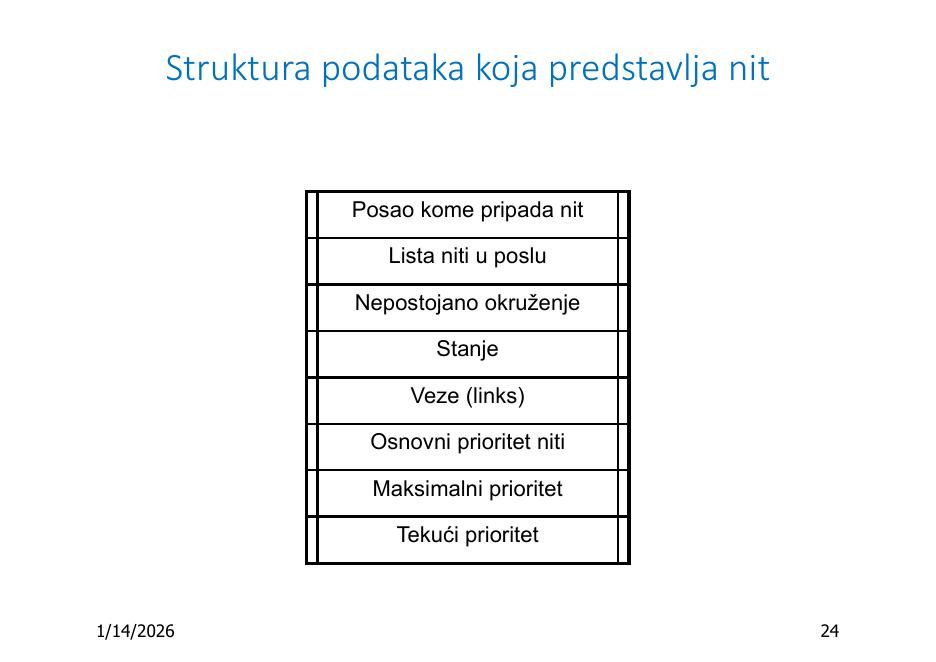 Struktura podataka koja predstavlja nit
Posao kome pripada nit
Lista niti u poslu
Nepostojano okruženje
Stanje
Veze (links)
Osnovni prioritet niti
Maksimalni prioritet
Tekući prioritet
1/14/2026
24